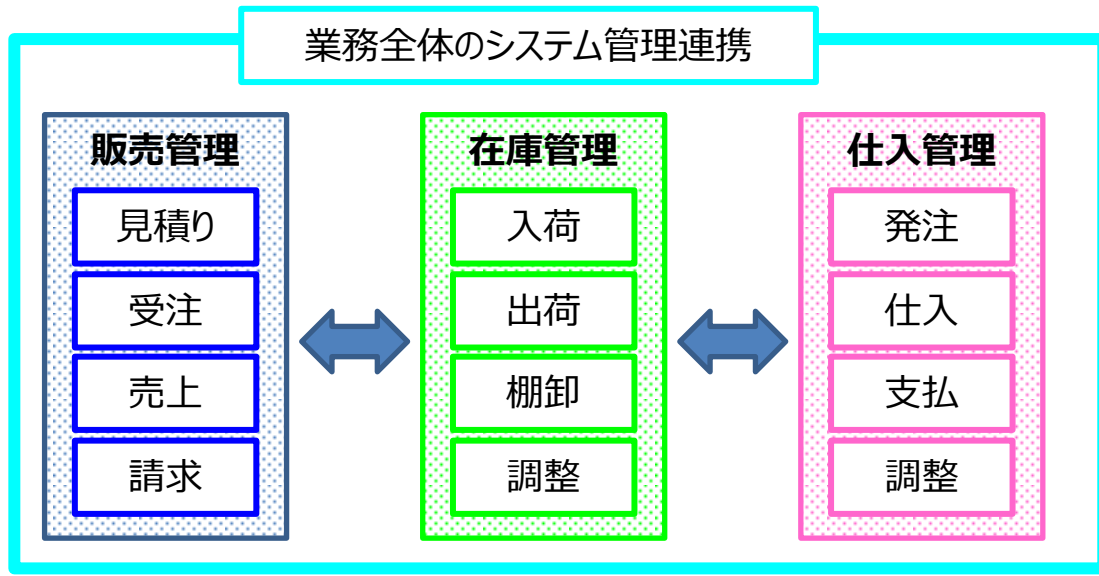 業務全体のシステム管理連携
販売管理
見積り
受注
売上
請求
在庫管理
入荷
出荷
棚卸
調整
仕入管理
発注
仕入
支払
調整